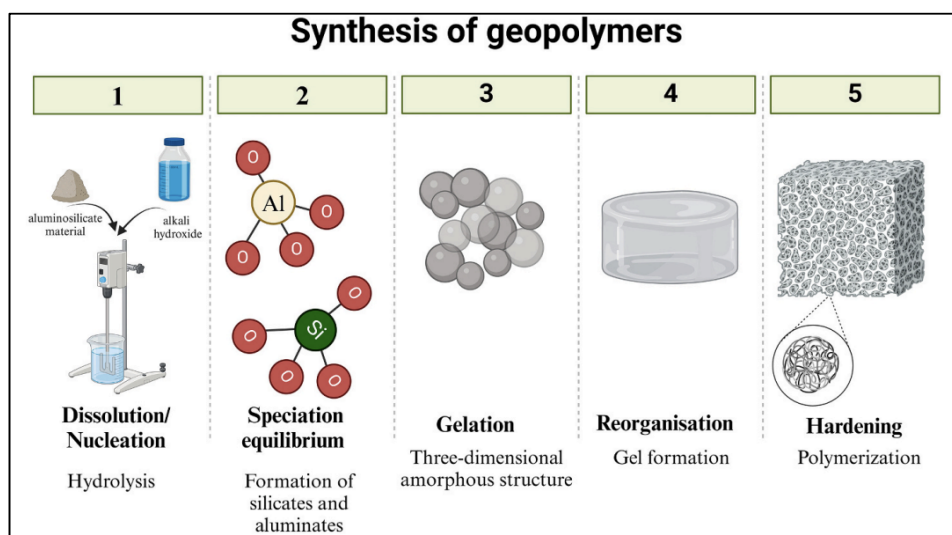 Synthesis of geopolymers
1
2
3
4
5
aluminosilicate
material
alkali
hydroxide
O
O
Al
O
O
O
O
Si
O
O
Dissolution/
Nucleation
Hydrolysis
Speciation
equilibrium
Formation of
silicates and
aluminates
Gelation
Three-dimensional
amorphous structure
Reorganisation
Gel formation
Hardening
Polymerization